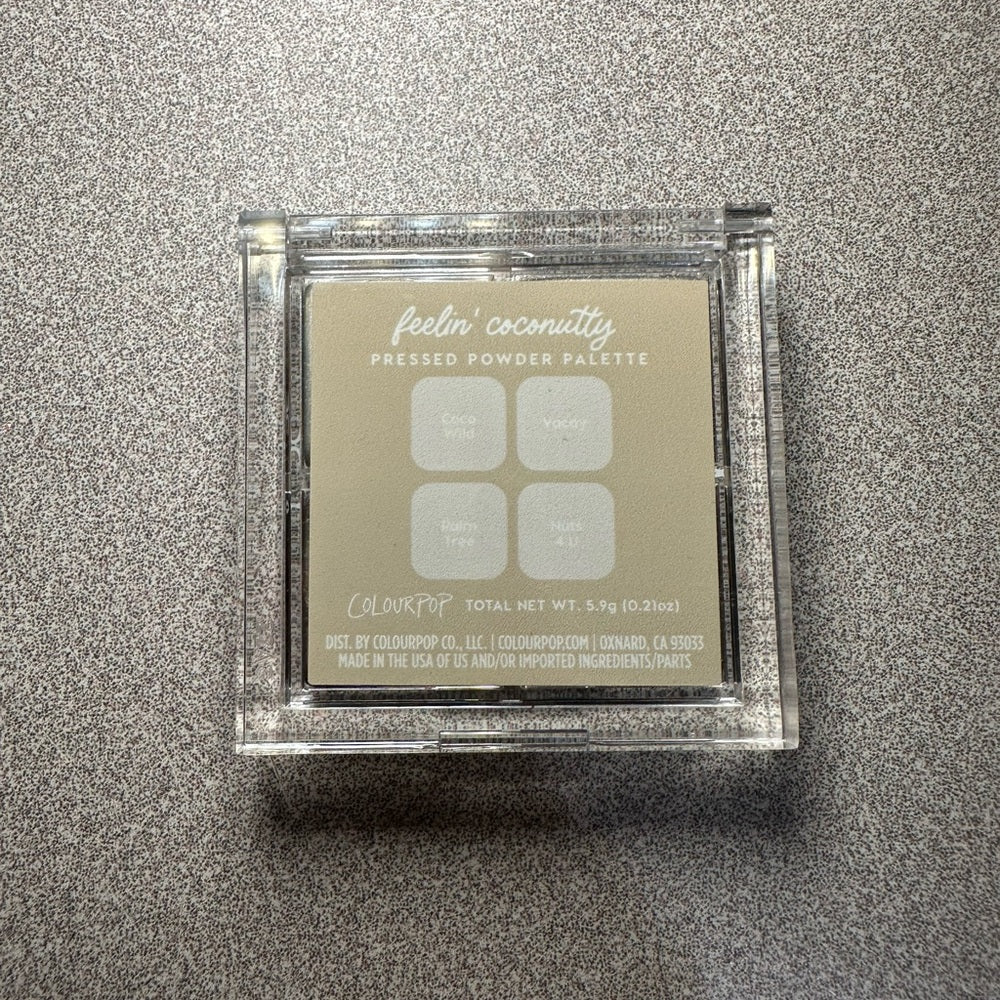 feelin' coconutty
PRESSED POWDER PALETTE
Coco
Wild
Vacay
Palm
Tree
Nuts
4 U
COLOURPOP TOTAL NET WT. 5.9g (0.21oz)
DIST. BY COLOURPOP CO., LLC. | COLOURPOP.COM | OXNARD, CA 93033
MADE IN THE USA OF US AND/OR IMPORTED INGREDIENTS/PARTS